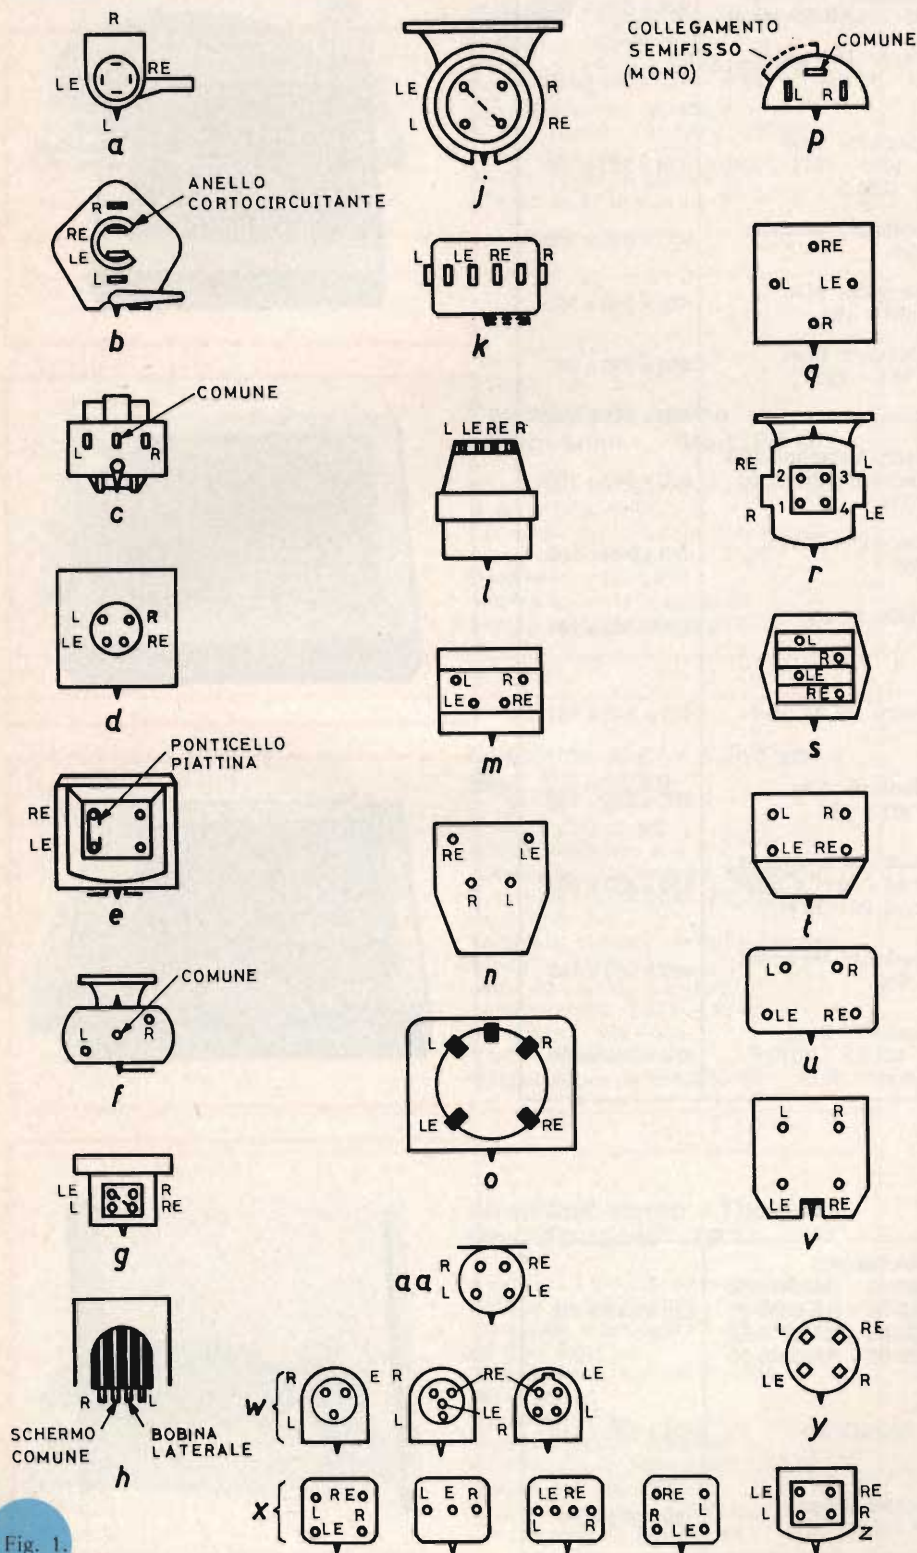 R
LE RE
L
a
ANELLO
CORTOCIRCUITANTE
R
RE
LE
L
b
COMUNE
L R
c
L R
LE RE
d
PONTICELLO
PIATTINA
RE
LE
e
COMUNE
L R
f
LE R
L RE
g
R L
SCHERMO
COMUNE
BOBINA
LATERALE
h
Fig. 1.
LE R
L RE
j
L LE RE R
k
L LE RE R
l
L R
LE RE
m
RE LE
R L
n
L R
LE RE
o
aa
R RE
L LE
w
R E
L
R RE
L LE
LE
R L
x
R E
L R
LE
L E R
LE RE
L R
RE L
R L
LE
COLLEGAMENTO
SEMIFISSO
(MONO)
COMUNE
L R
p
RE
L LE
R
q
RE 2 3 L
R 1 4 LE
r
L
R
LE
RE
s
L R
LE RE
t
L R
LE RE
u
L R
LE RE
v
L RE
LE R
y
LE RE
L R
z